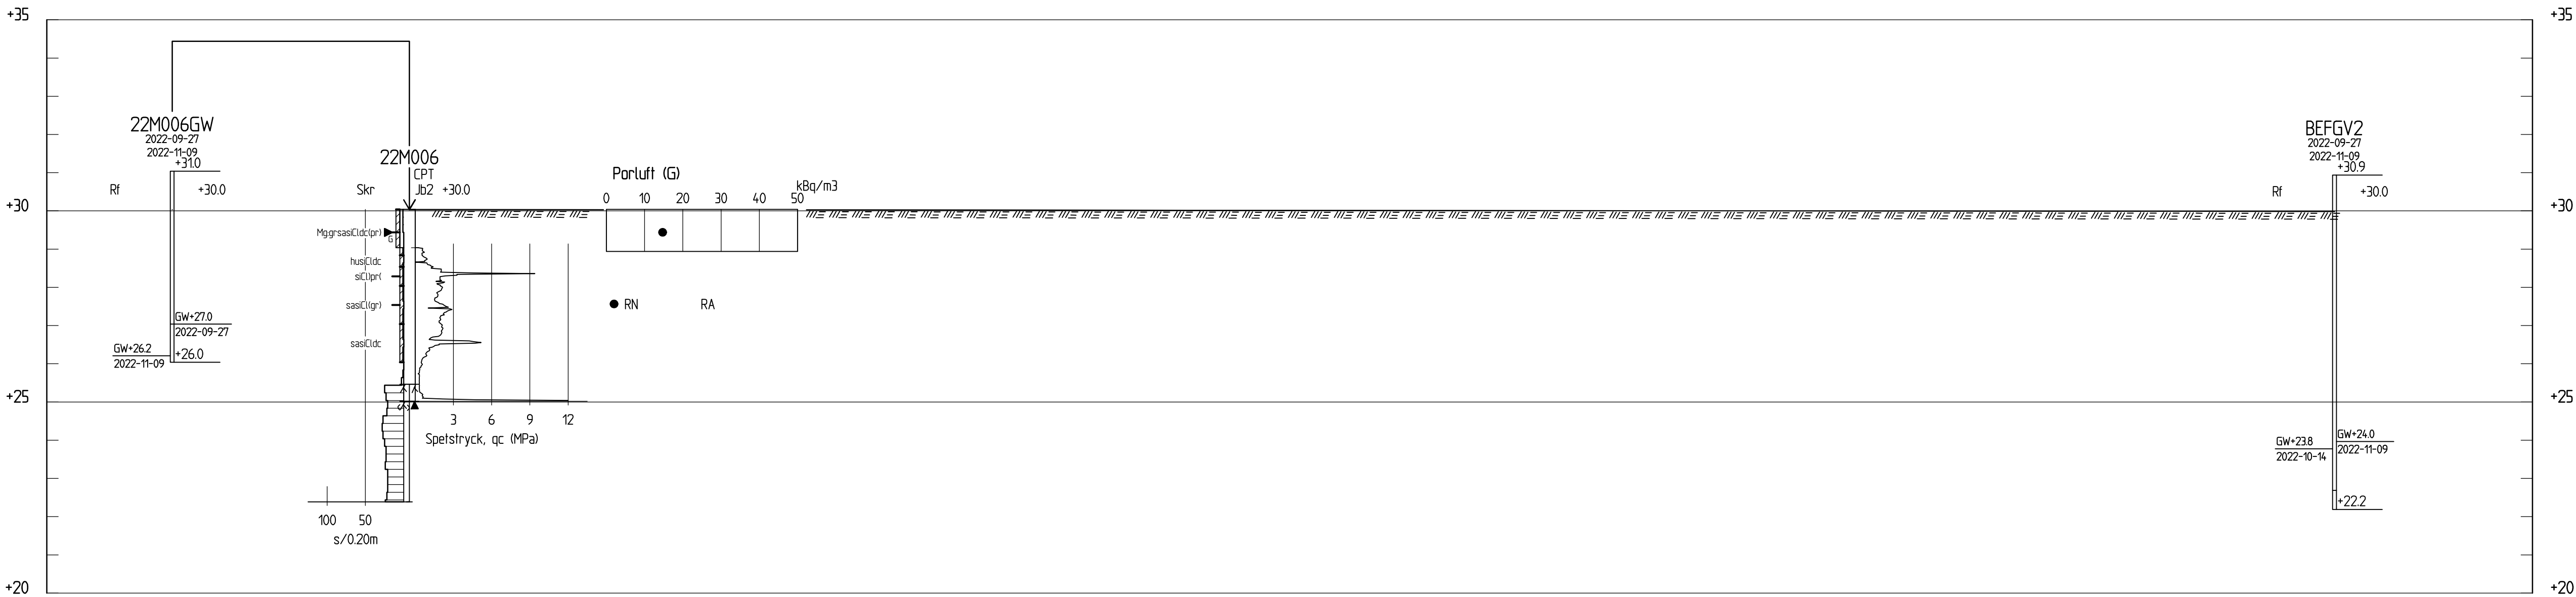 +35
+35
22M006GW
2022-09-27
2022-11-09
+31.0
Rf
+30.0
22M006
CPT
Skr
Jb2 +30.0
Porluft (G)
kBq/m3
0 10 20 30 40 50
BEFGV2
2022-09-27
2022-11-09
+30.9
Rf
+30.0
+30
+30
Mg:grsasiCldc(pr)
G
husiCldc
siCl)pr(
sasiCl(gr)
sasiCldc
RN RA
GW+27.0
2022-09-27
GW+26.2
2022-11-09
+26.0
+25
+25
3 6 9 12
Spetstryck, qc (MPa)
GW+23.8
2022-10-14
GW+24.0
2022-11-09
+22.2
100 50
s/0.20m
+20
+20